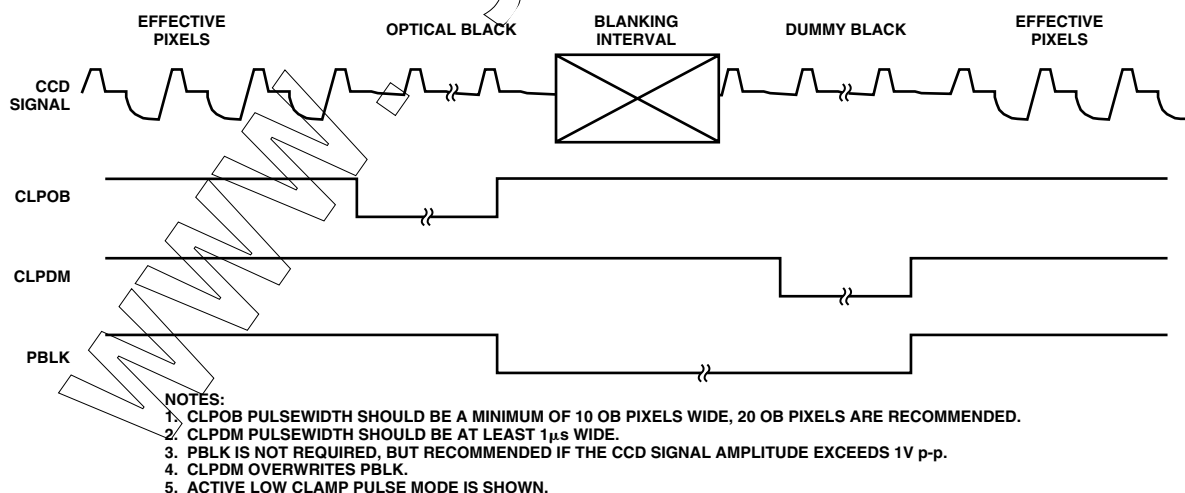 EFFECTIVE
PIXELS
OPTICAL BLACK
BLANKING
INTERVAL
DUMMY BLACK
EFFECTIVE
PIXELS
CCD
SIGNAL
CLPOB
CLPDM
PBLK
NOTES:
1. CLPOB PULSEWIDTH SHOULD BE A MINIMUM OF 10 OB PIXELS WIDE, 20 OB PIXELS ARE RECOMMENDED.
2. CLPDM PULSEWIDTH SHOULD BE AT LEAST 1μs WIDE.
3. PBLK IS NOT REQUIRED, BUT RECOMMENDED IF THE CCD SIGNAL AMPLITUDE EXCEEDS 1V p-p.
4. CLPDM OVERWRITES PBLK.
5. ACTIVE LOW CLAMP PULSE MODE IS SHOWN.
www.